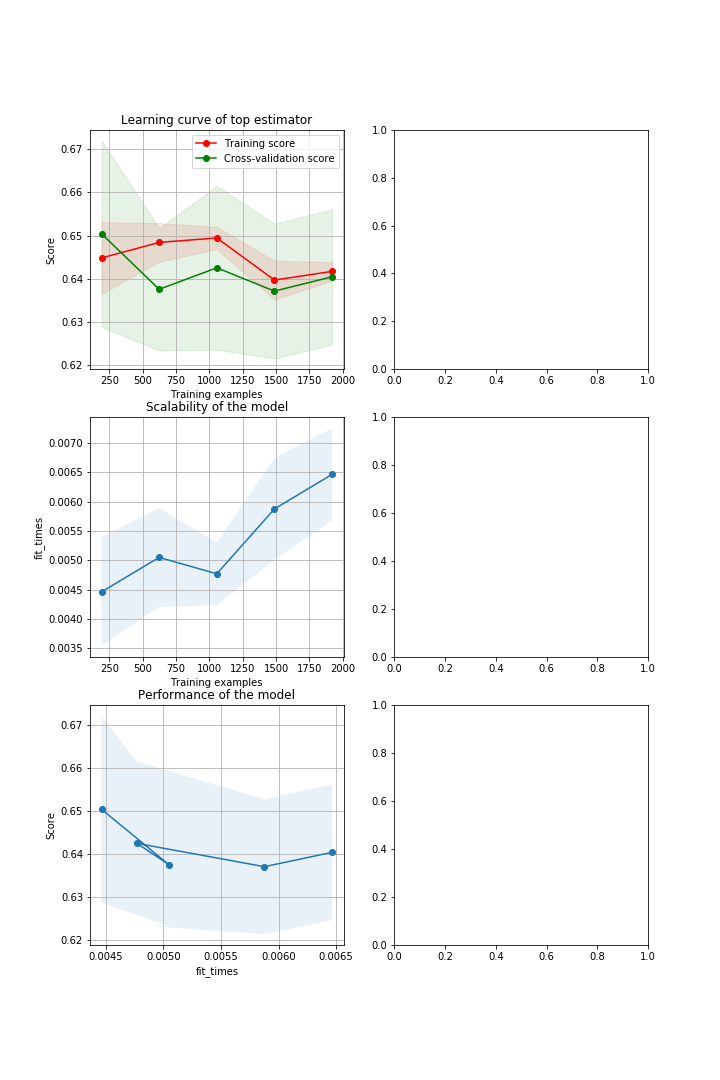 Learning curve of top estimator
Training score
Cross-validation score
0.67
0.66
0.65
0.64
0.63
0.62
Score
250 500 750 1000 1250 1500 1750 2000
Training examples
1.0
0.8
0.6
0.4
0.2
0.0
0.0 0.2 0.4 0.6 0.8 1.0
Scalability of the model
0.0070
0.0065
0.0060
0.0055
0.0050
0.0045
0.0040
0.0035
fit_times
250 500 750 1000 1250 1500 1750 2000
Training examples
1.0
0.8
0.6
0.4
0.2
0.0
0.0 0.2 0.4 0.6 0.8 1.0
Performance of the model
0.67
0.66
0.65
0.64
0.63
0.62
Score
0.0045 0.0050 0.0055 0.0060 0.0065
fit_times
1.0
0.8
0.6
0.4
0.2
0.0
0.0 0.2 0.4 0.6 0.8 1.0